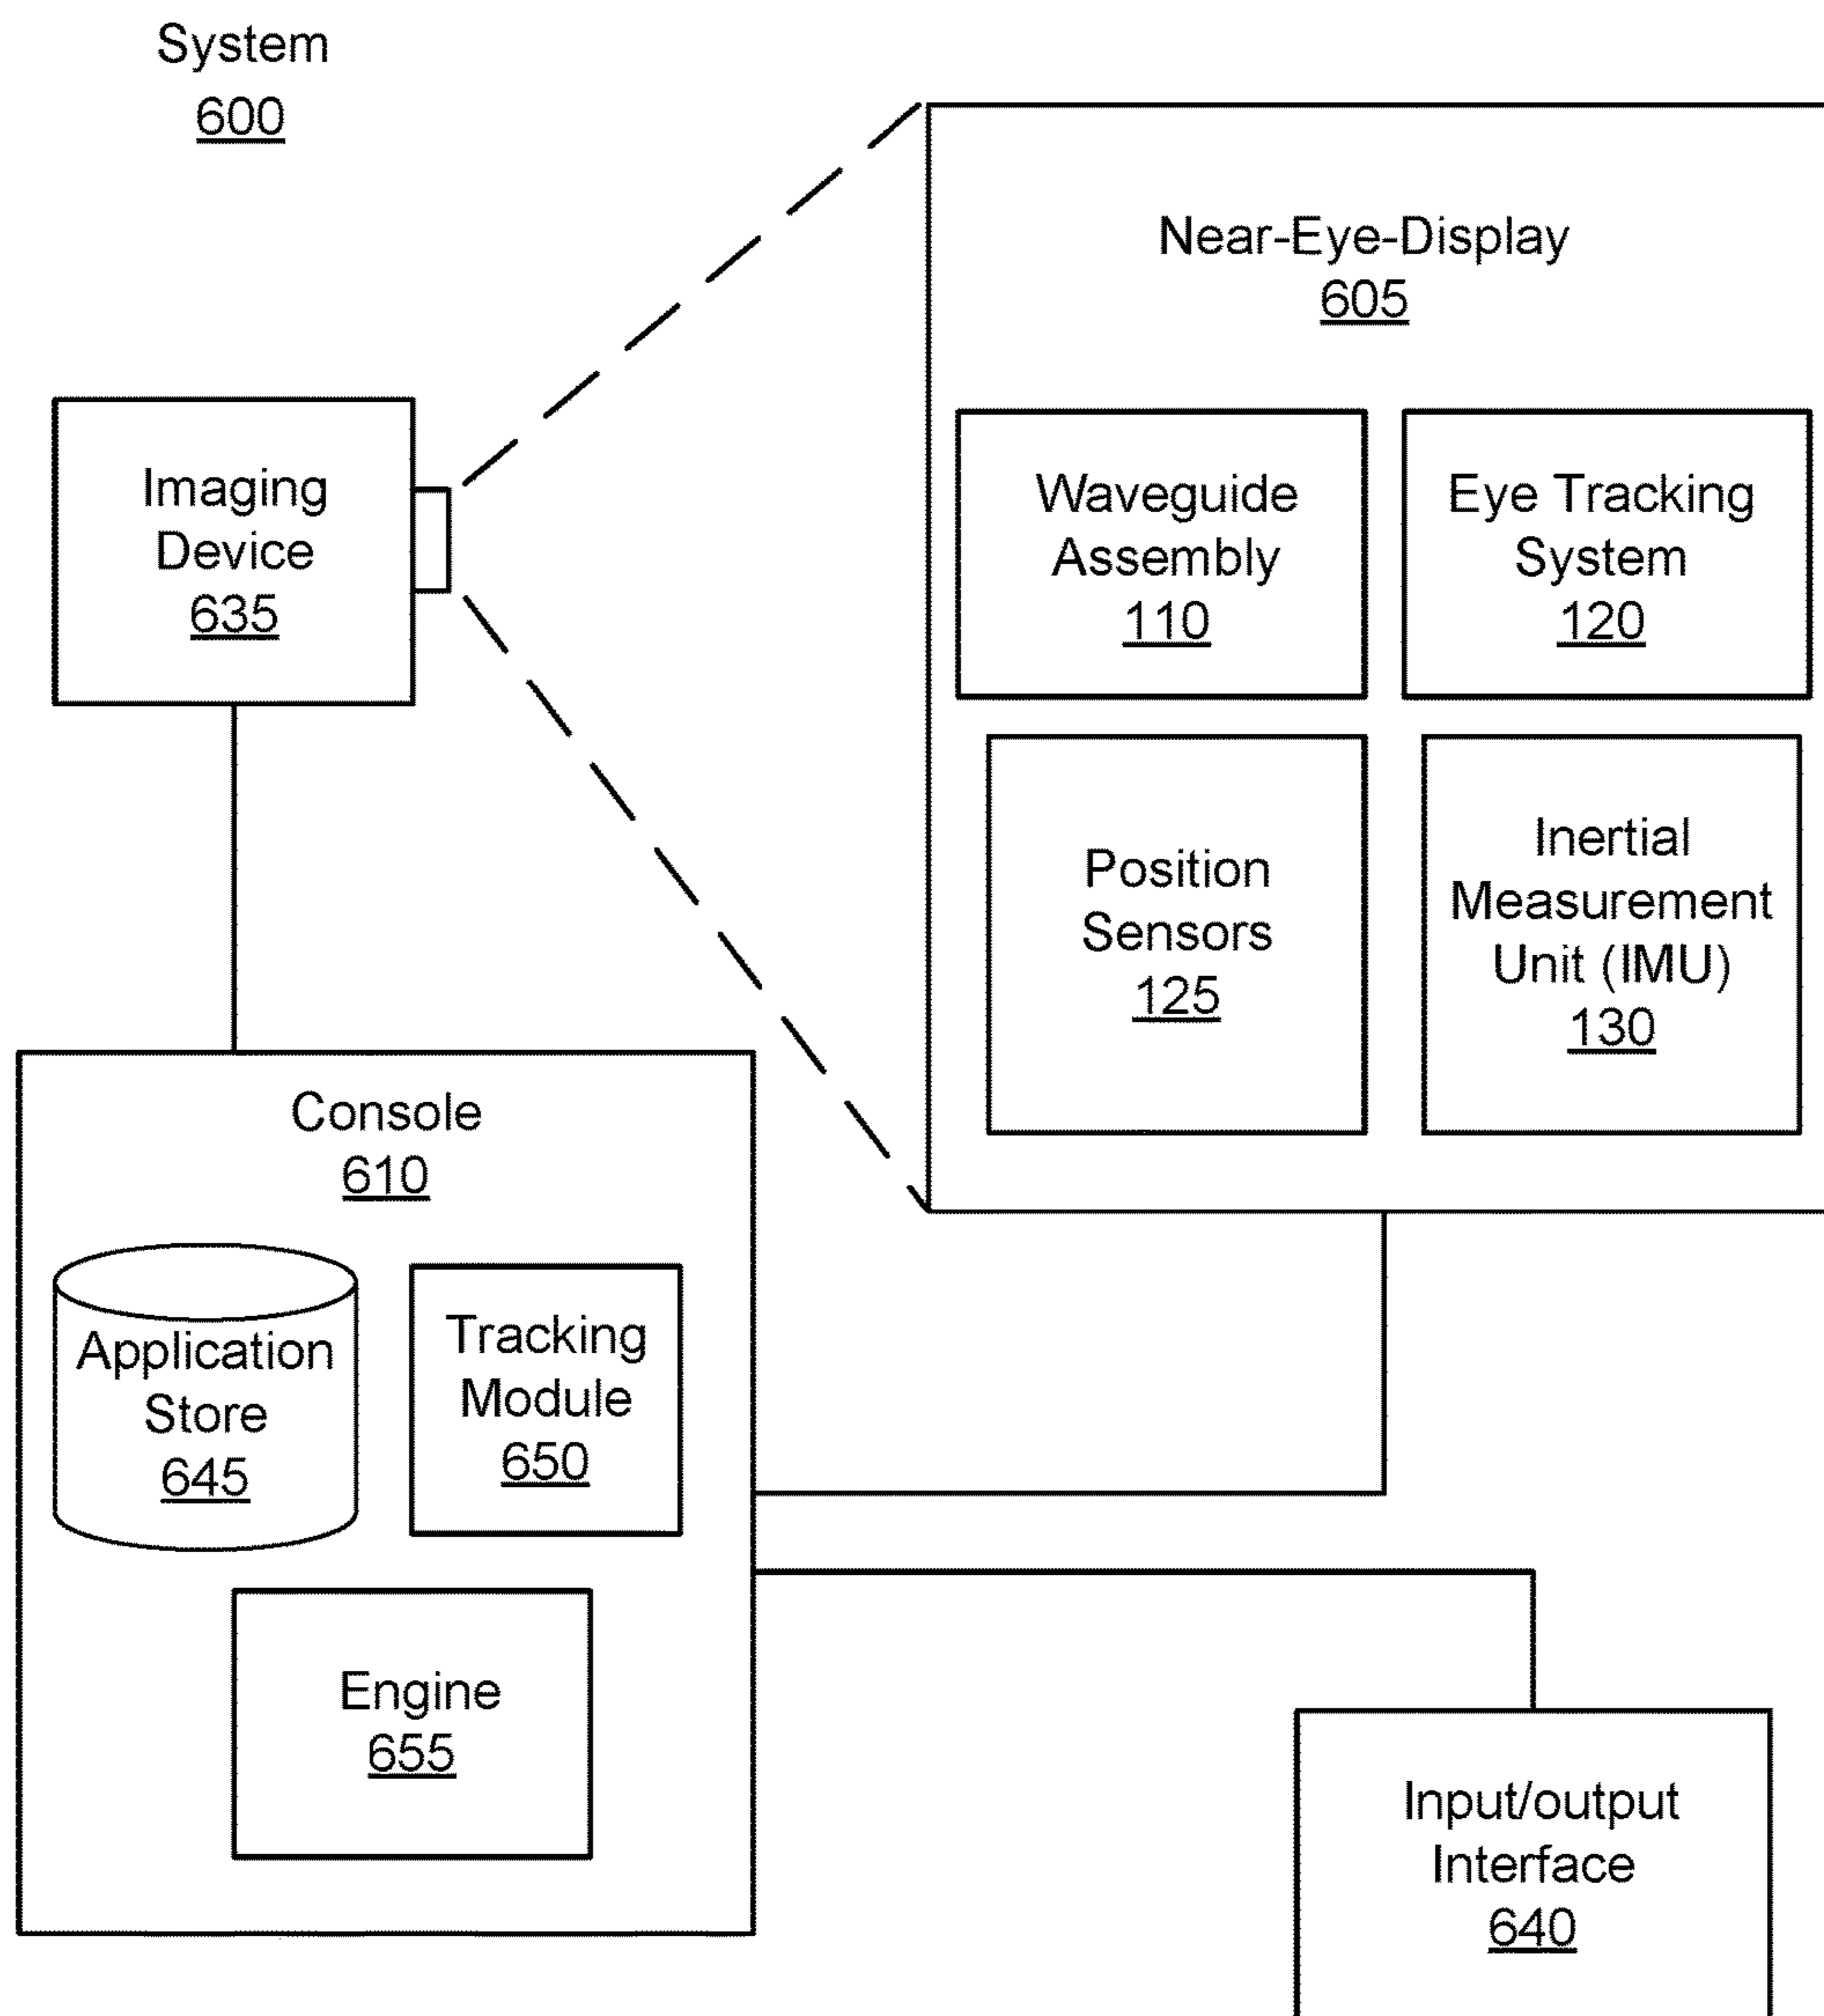 System
600
Near-Eye-Display
605
Imaging
Device
635
Waveguide
Assembly
110
Eye Tracking
System
120
Position
Sensors
125
Inertial
Measurement
Unit (IMU)
130
Console
610
Application
Store
645
Tracking
Module
650
Engine
655
Input/output
Interface
640